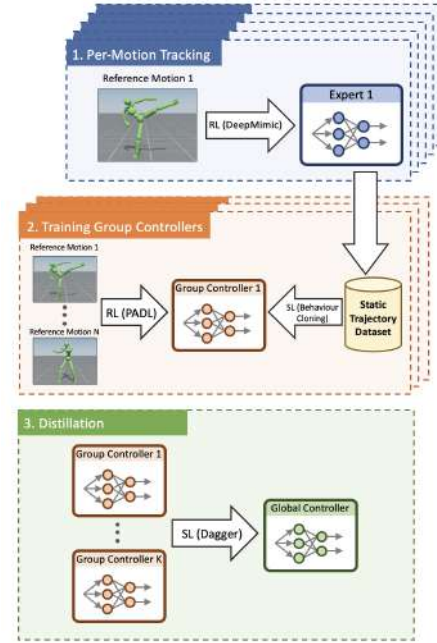 1. Per-Motion Tracking
Reference Motion 1
RL (DeepMimic)
Expert 1
2. Training Group Controllers
Reference Motion 1
Reference Motion N
RL (PADL)
Group Controller 1
SL (Behaviour
Cloning)
Static
Trajectory
Dataset
3. Distillation
Group Controller 1
Group Controller K
SL (Dagger)
Global Controller